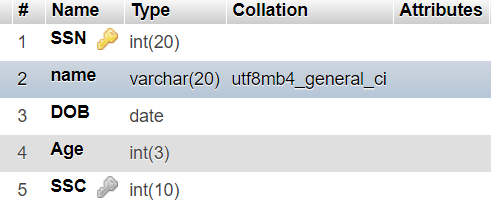 # Name Type Collation Attributes
1 SSN int(20)
2 name varchar(20) utf8mb4_general_ci
3 DOB date
4 Age int(3)
5 SSC int(10)